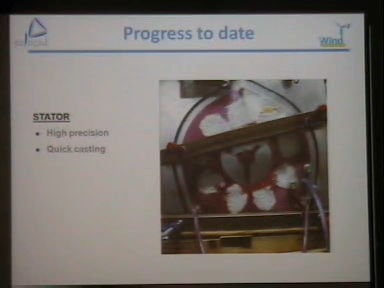 Progress to date
Wind
STATOR
High precision
Quick casting